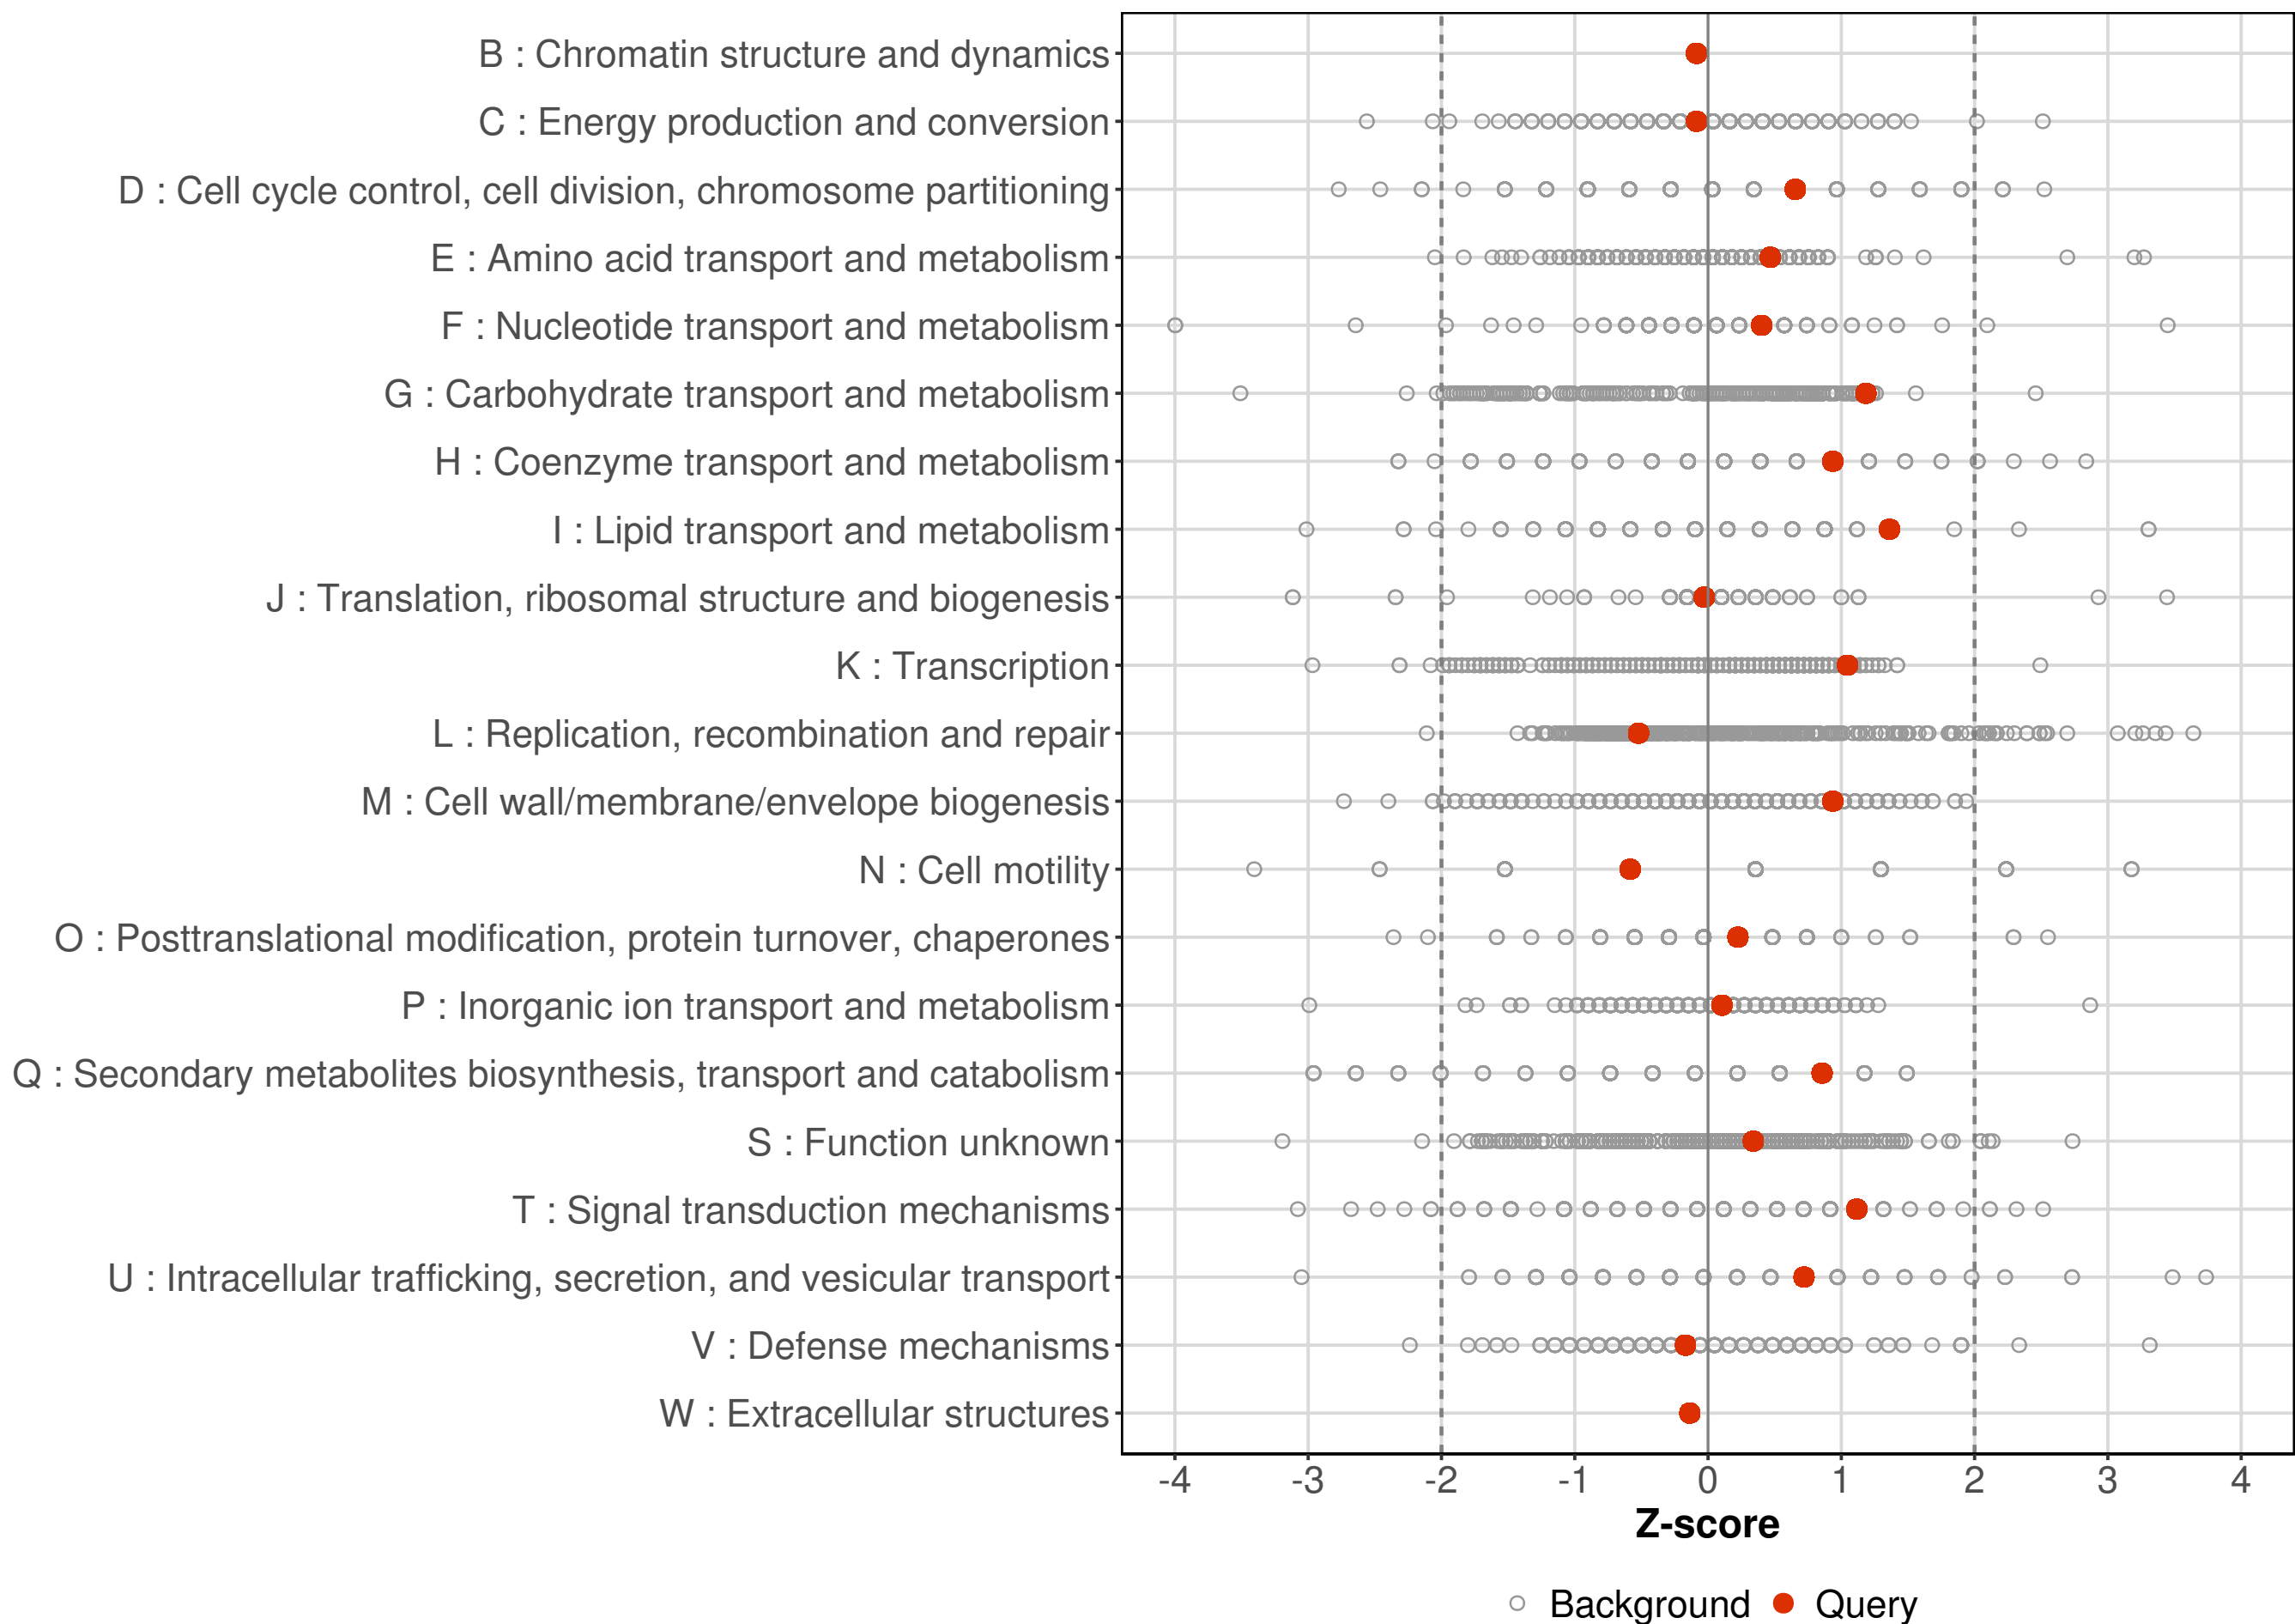 B : Chromatin structure and dynamics
C : Energy production and conversion
D : Cell cycle control, cell division, chromosome partitioning
E : Amino acid transport and metabolism
F : Nucleotide transport and metabolism
G : Carbohydrate transport and metabolism
H : Coenzyme transport and metabolism
I : Lipid transport and metabolism
J : Translation, ribosomal structure and biogenesis
K : Transcription
L : Replication, recombination and repair
M : Cell wall/membrane/envelope biogenesis
N : Cell motility
O : Posttranslational modification, protein turnover, chaperones
P : Inorganic ion transport and metabolism
Q : Secondary metabolites biosynthesis, transport and catabolism
S : Function unknown
T : Signal transduction mechanisms
U : Intracellular trafficking, secretion, and vesicular transport
V : Defense mechanisms
W : Extracellular structures
-4 -3 -2 -1 0 1 2 3 4
Z-score
Background Query